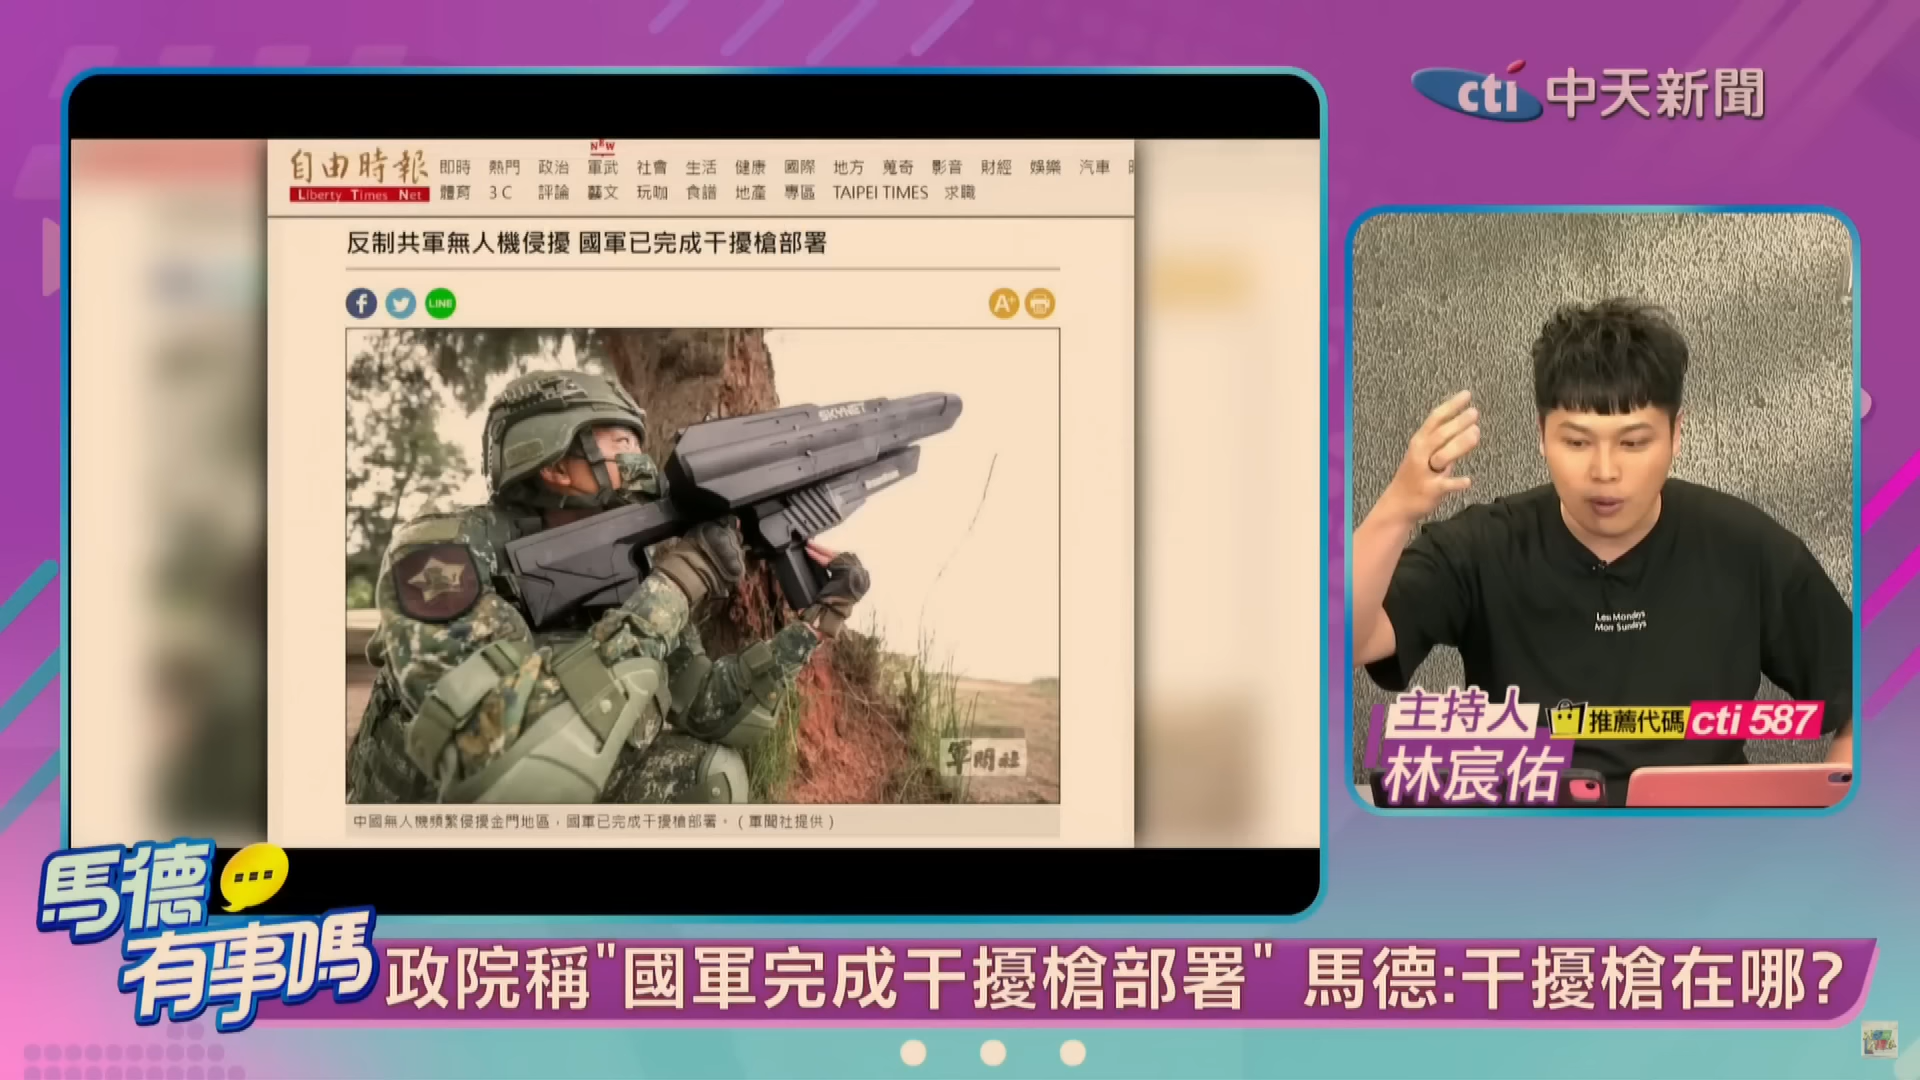 cti 中天新聞
自由時報
Liberty Times Net
NEW
即時 熱門 政治 軍武 社會 生活 健康 國際 地方 蒐奇 影音 財經 娛樂 汽車
體育 3C 評論 藝文 玩咖 食譜 地產 專區 TAIPEI TIMES 求職
反制共軍無人機侵擾 國軍已完成干擾槍部署
LINE
A+
SKYNET
軍聞社
中國無人機頻繁侵擾金門地區，國軍已完成干擾槍部署。（軍聞社提供）
Less Mondays
More Sundays
主持人
推薦代碼 cti 587
林宸佑
馬德
有事嗎
政院稱"國軍完成干擾槍部署" 馬德:干擾槍在哪?